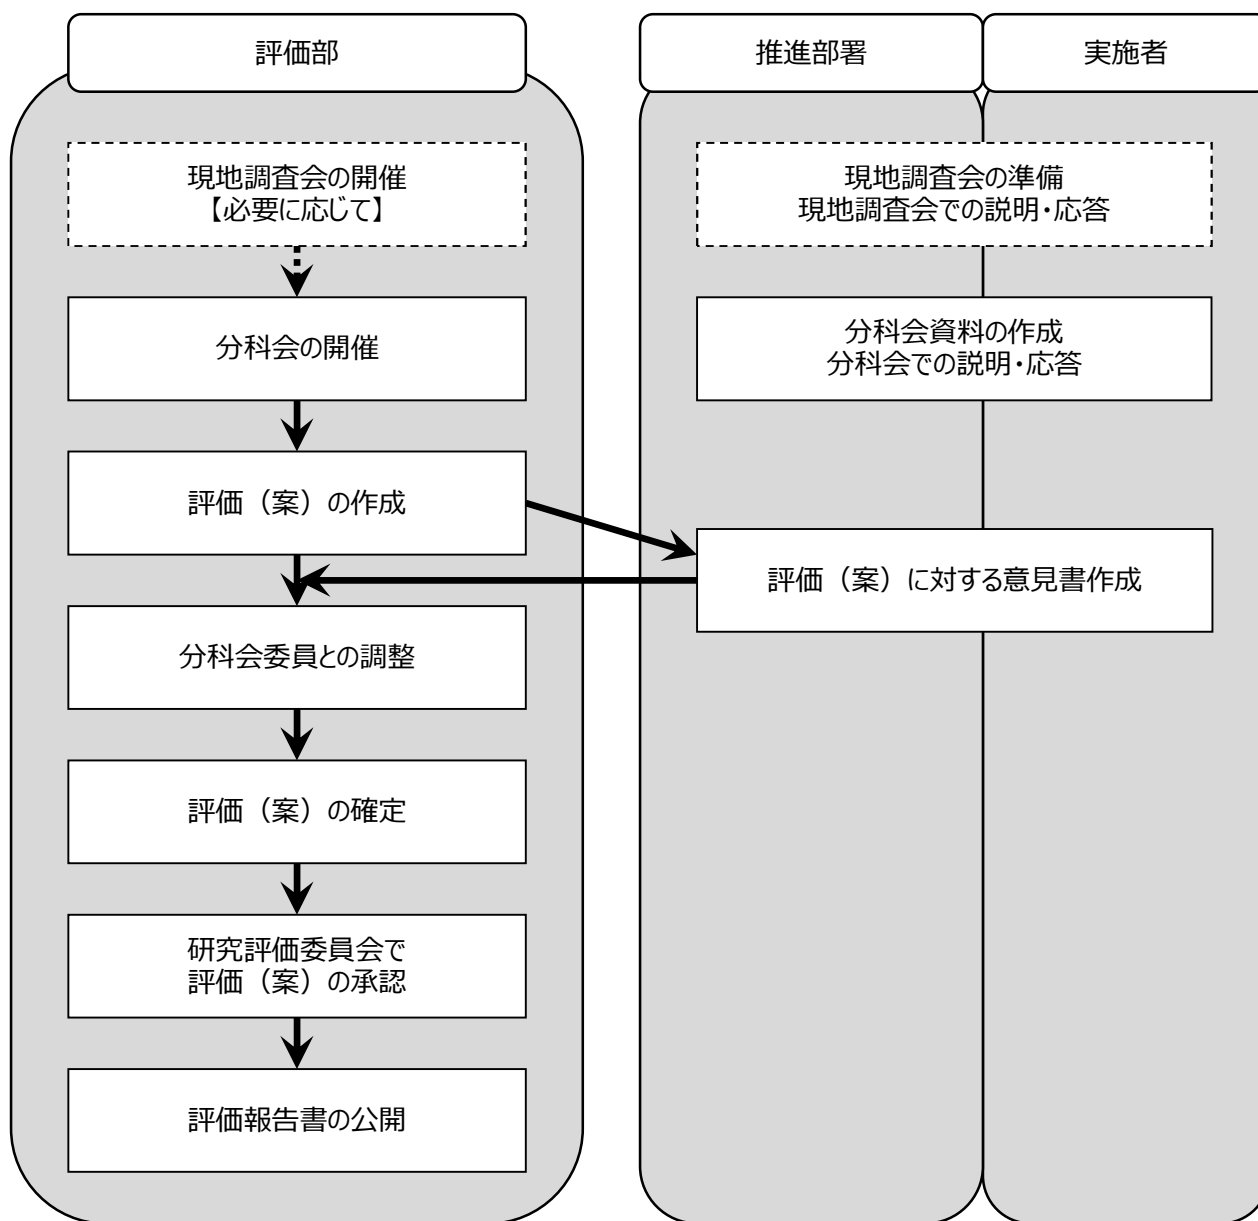 評価部
推進部署
実施者
現地調査会の開催
【必要に応じて】
現地調査会の準備
現地調査会での説明・応答
分科会の開催
分科会資料の作成
分科会での説明・応答
評価（案）の作成
評価（案）に対する意見書作成
分科会委員との調整
評価（案）の確定
研究評価委員会で
評価（案）の承認
評価報告書の公開